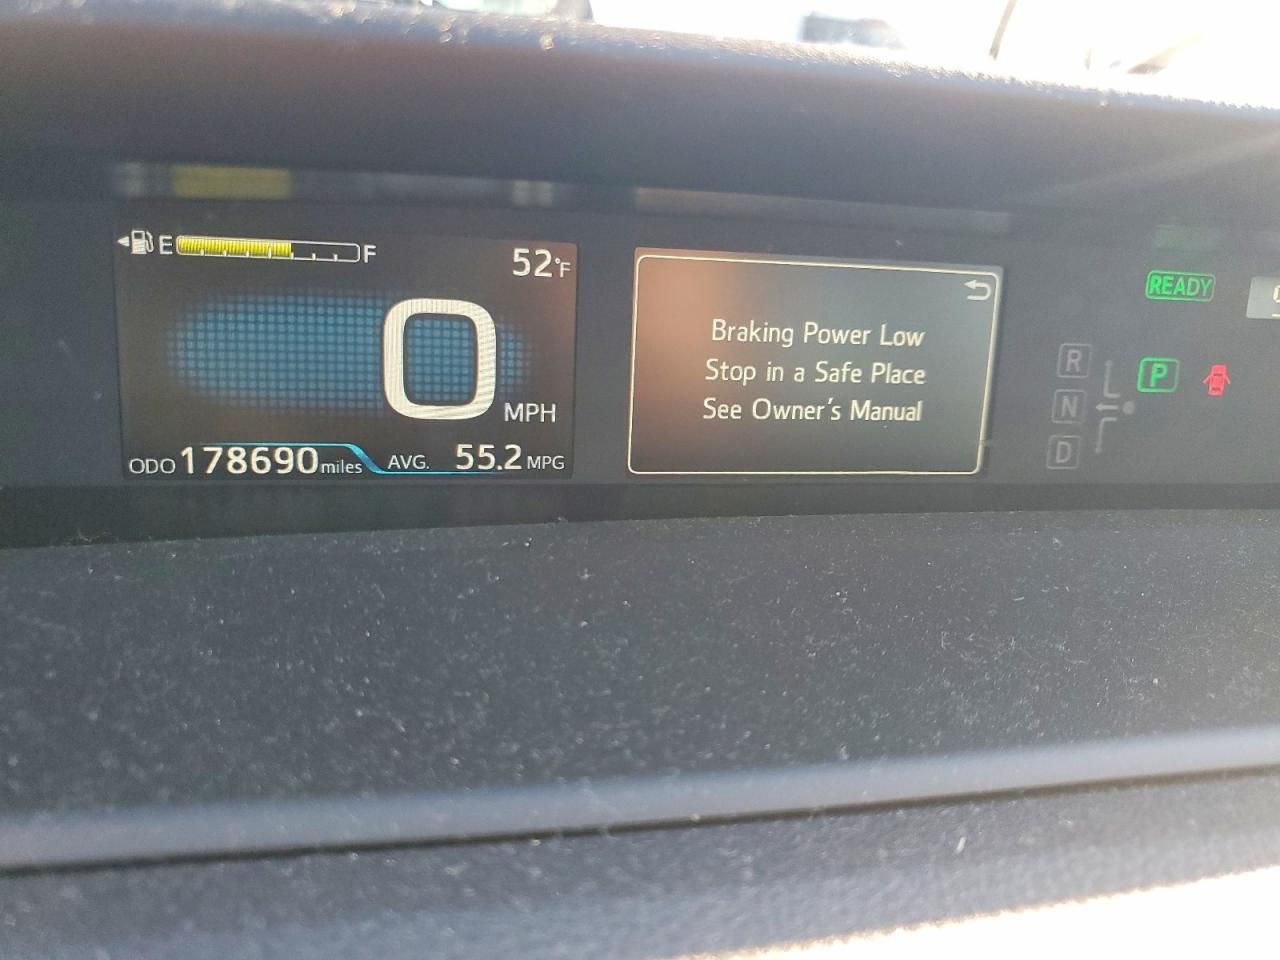 E F
52°F
0
MPH
ODO 178690 miles
AVG. 55.2 MPG
Braking Power Low
Stop in a Safe Place
See Owner's Manual
READY
R
N
D
P